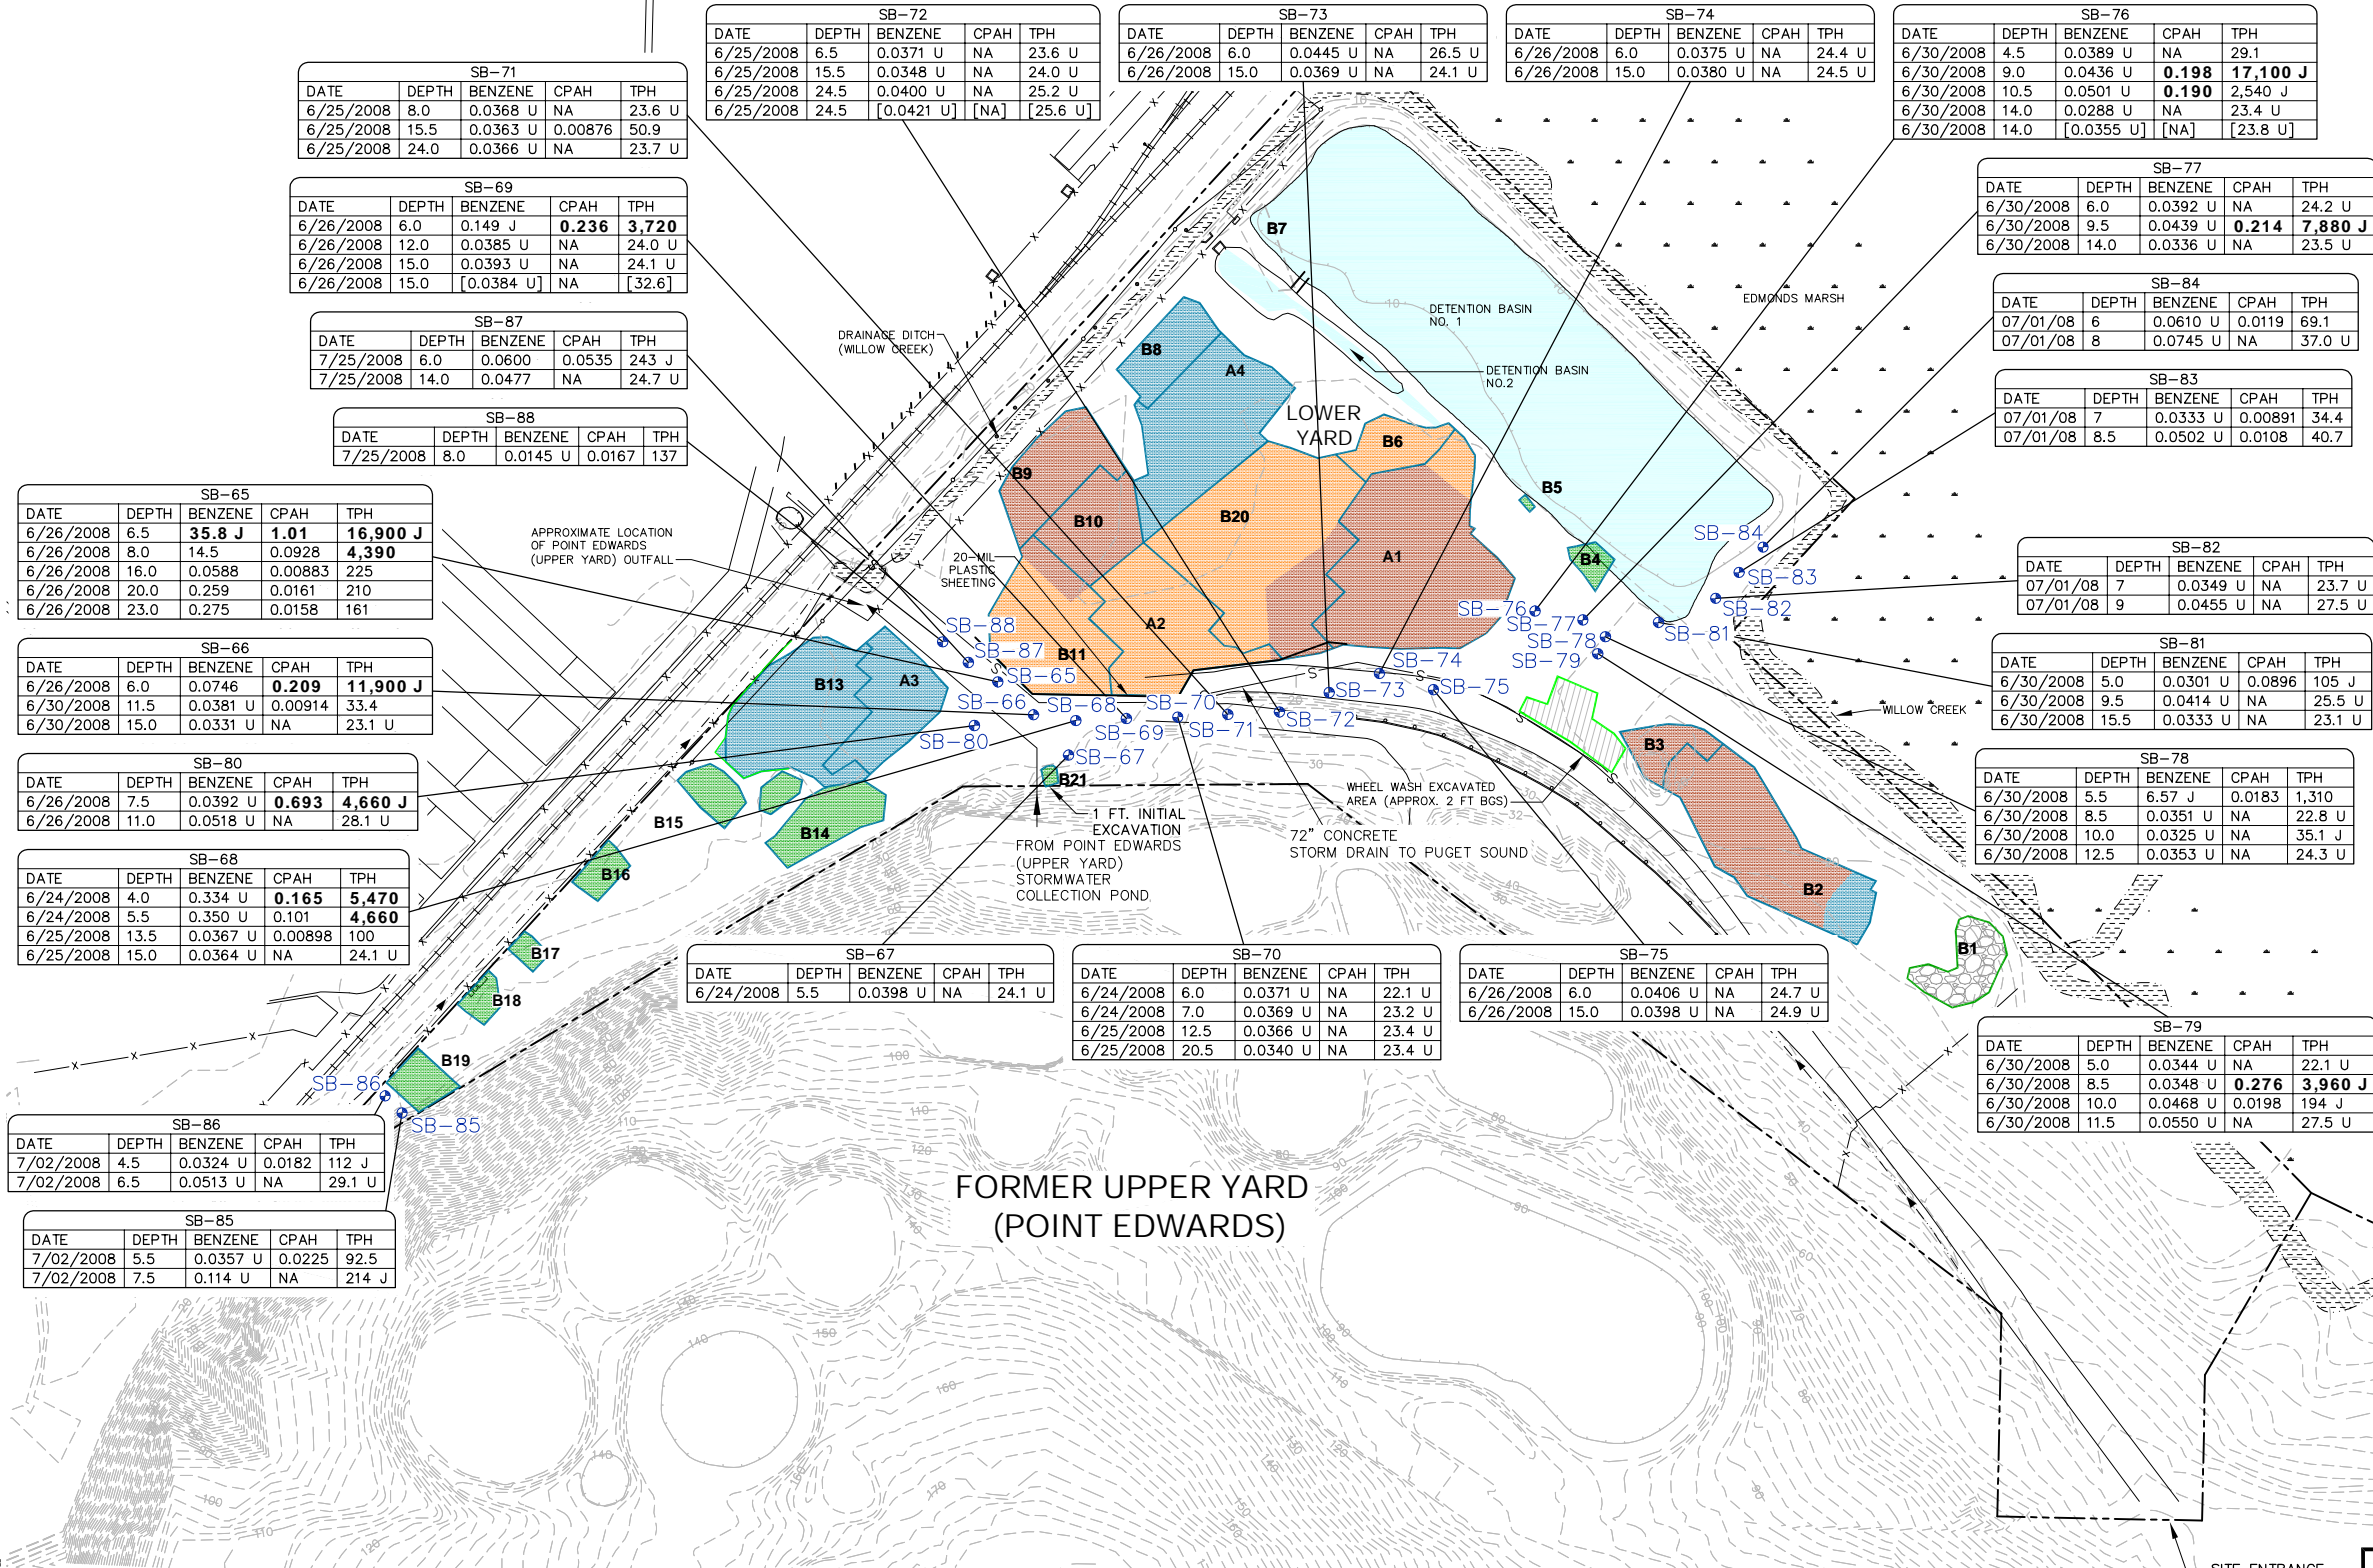 SB-72
DATE DEPTH BENZENE CPAH TPH
6/25/2008 6.5 0.0371 U NA 23.6 U
6/25/2008 15.5 0.0348 U NA 24.0 U
6/25/2008 24.5 0.0400 U NA 25.2 U
6/25/2008 24.5 [0.0421 U] [NA] [25.6 U]
SB-73
DATE DEPTH BENZENE CPAH TPH
6/26/2008 6.0 0.0445 U NA 26.5 U
6/26/2008 15.0 0.0369 U NA 24.1 U
SB-74
DATE DEPTH BENZENE CPAH TPH
6/26/2008 6.0 0.0375 U NA 24.4 U
6/26/2008 15.0 0.0380 U NA 24.5 U
SB-76
DATE DEPTH BENZENE CPAH TPH
6/30/2008 4.5 0.0389 U NA 29.1
6/30/2008 9.0 0.0436 U 0.198 17,100 J
6/30/2008 10.5 0.0501 U 0.190 2,540 J
6/30/2008 14.0 0.0288 U NA 23.4 U
6/30/2008 14.0 [0.0355 U] [NA] [23.8 U]
SB-71
DATE DEPTH BENZENE CPAH TPH
6/25/2008 8.0 0.0368 U NA 23.6 U
6/25/2008 15.5 0.0363 U 0.00876 50.9
6/25/2008 24.0 0.0366 U NA 23.7 U
SB-77
DATE DEPTH BENZENE CPAH TPH
6/30/2008 6.0 0.0392 U NA 24.2 U
6/30/2008 9.5 0.0439 U 0.214 7,880 J
6/30/2008 14.0 0.0336 U NA 23.5 U
SB-69
DATE DEPTH BENZENE CPAH TPH
6/26/2008 6.0 0.149 J 0.236 3,720
6/26/2008 12.0 0.0385 U NA 24.0 U
6/26/2008 15.0 0.0393 U NA 24.1 U
6/26/2008 15.0 [0.0384 U] NA [32.6]
SB-84
DATE DEPTH BENZENE CPAH TPH
07/01/08 6 0.0610 U 0.0119 69.1
07/01/08 8 0.0745 U NA 37.0 U
SB-87
DATE DEPTH BENZENE CPAH TPH
7/25/2008 6.0 0.0600 0.0535 243 J
7/25/2008 14.0 0.0477 NA 24.7 U
SB-83
DATE DEPTH BENZENE CPAH TPH
07/01/08 7 0.0333 U 0.00891 34.4
07/01/08 8.5 0.0502 U 0.0108 40.7
SB-88
DATE DEPTH BENZENE CPAH TPH
7/25/2008 8.0 0.0145 U 0.0167 137
SB-65
DATE DEPTH BENZENE CPAH TPH
6/26/2008 6.5 35.8 J 1.01 16,900 J
6/26/2008 8.0 14.5 0.0928 4,390
6/26/2008 16.0 0.0588 0.00883 225
6/26/2008 20.0 0.259 0.0161 210
6/26/2008 23.0 0.275 0.0158 161
SB-82
DATE DEPTH BENZENE CPAH TPH
07/01/08 7 0.0349 U NA 23.7 U
07/01/08 9 0.0455 U NA 27.5 U
SB-66
DATE DEPTH BENZENE CPAH TPH
6/26/2008 6.0 0.0746 0.209 11,900 J
6/30/2008 11.5 0.0381 U 0.00914 33.4
6/30/2008 15.0 0.0331 U NA 23.1 U
SB-81
DATE DEPTH BENZENE CPAH TPH
6/30/2008 5.0 0.0301 U 0.0896 105 J
6/30/2008 9.5 0.0414 U NA 25.5 U
6/30/2008 15.5 0.0333 U NA 23.1 U
SB-80
DATE DEPTH BENZENE CPAH TPH
6/26/2008 7.5 0.0392 U 0.693 4,660 J
6/26/2008 11.0 0.0518 U NA 28.1 U
SB-78
DATE DEPTH BENZENE CPAH TPH
6/30/2008 5.5 6.57 J 0.0183 1,310
6/30/2008 8.5 0.0351 U NA 22.8 U
6/30/2008 10.0 0.0325 U NA 35.1 J
6/30/2008 12.5 0.0353 U NA 24.3 U
SB-68
DATE DEPTH BENZENE CPAH TPH
6/24/2008 4.0 0.334 U 0.165 5,470
6/24/2008 5.5 0.350 U 0.101 4,660
6/25/2008 13.5 0.0367 U 0.00898 100
6/25/2008 15.0 0.0364 U NA 24.1 U
SB-67
DATE DEPTH BENZENE CPAH TPH
6/24/2008 5.5 0.0398 U NA 24.1 U
SB-70
DATE DEPTH BENZENE CPAH TPH
6/24/2008 6.0 0.0371 U NA 22.1 U
6/24/2008 7.0 0.0369 U NA 23.2 U
6/25/2008 12.5 0.0366 U NA 23.4 U
6/25/2008 20.5 0.0340 U NA 23.4 U
SB-75
DATE DEPTH BENZENE CPAH TPH
6/26/2008 6.0 0.0406 U NA 24.7 U
6/26/2008 15.0 0.0398 U NA 24.9 U
SB-79
DATE DEPTH BENZENE CPAH TPH
6/30/2008 5.0 0.0344 U NA 22.1 U
6/30/2008 8.5 0.0348 U 0.276 3,960 J
6/30/2008 10.0 0.0468 U 0.0198 194 J
6/30/2008 11.5 0.0550 U NA 27.5 U
SB-86
DATE DEPTH BENZENE CPAH TPH
7/02/2008 4.5 0.0324 U 0.0182 112 J
7/02/2008 6.5 0.0513 U NA 29.1 U
SB-85
DATE DEPTH BENZENE CPAH TPH
7/02/2008 5.5 0.0357 U 0.0225 92.5
7/02/2008 7.5 0.114 U NA 214 J
B7
EDMONDS MARSH
DETENTION BASIN
NO. 1
DRAINAGE DITCH
(WILLOW CREEK)
B8
A4
DETENTION BASIN
NO.2
LOWER
YARD
B6
B9
B5
B10
B20
A1
B4
APPROXIMATE LOCATION
OF POINT EDWARDS
(UPPER YARD) OUTFALL
20-MIL
PLASTIC
SHEETING
SB-84
SB-83
SB-82
SB-81
SB-76
SB-77
SB-78
SB-79
A2
B11
SB-88
SB-87
SB-65
SB-66
SB-68
SB-70
SB-69
SB-71
SB-72
SB-73
SB-74
SB-75
SB-80
SB-67
B13
A3
B21
WILLOW CREEK
B3
B2
B1
WHEEL WASH EXCAVATED
AREA (APPROX. 2 FT BGS)
1 FT. INITIAL
EXCAVATION
FROM POINT EDWARDS
(UPPER YARD)
STORMWATER
COLLECTION POND
72" CONCRETE
STORM DRAIN TO PUGET SOUND
B15
B14
B16
B17
B18
B19
SB-86
SB-85
FORMER UPPER YARD
(POINT EDWARDS)
SITE ENTRANCE